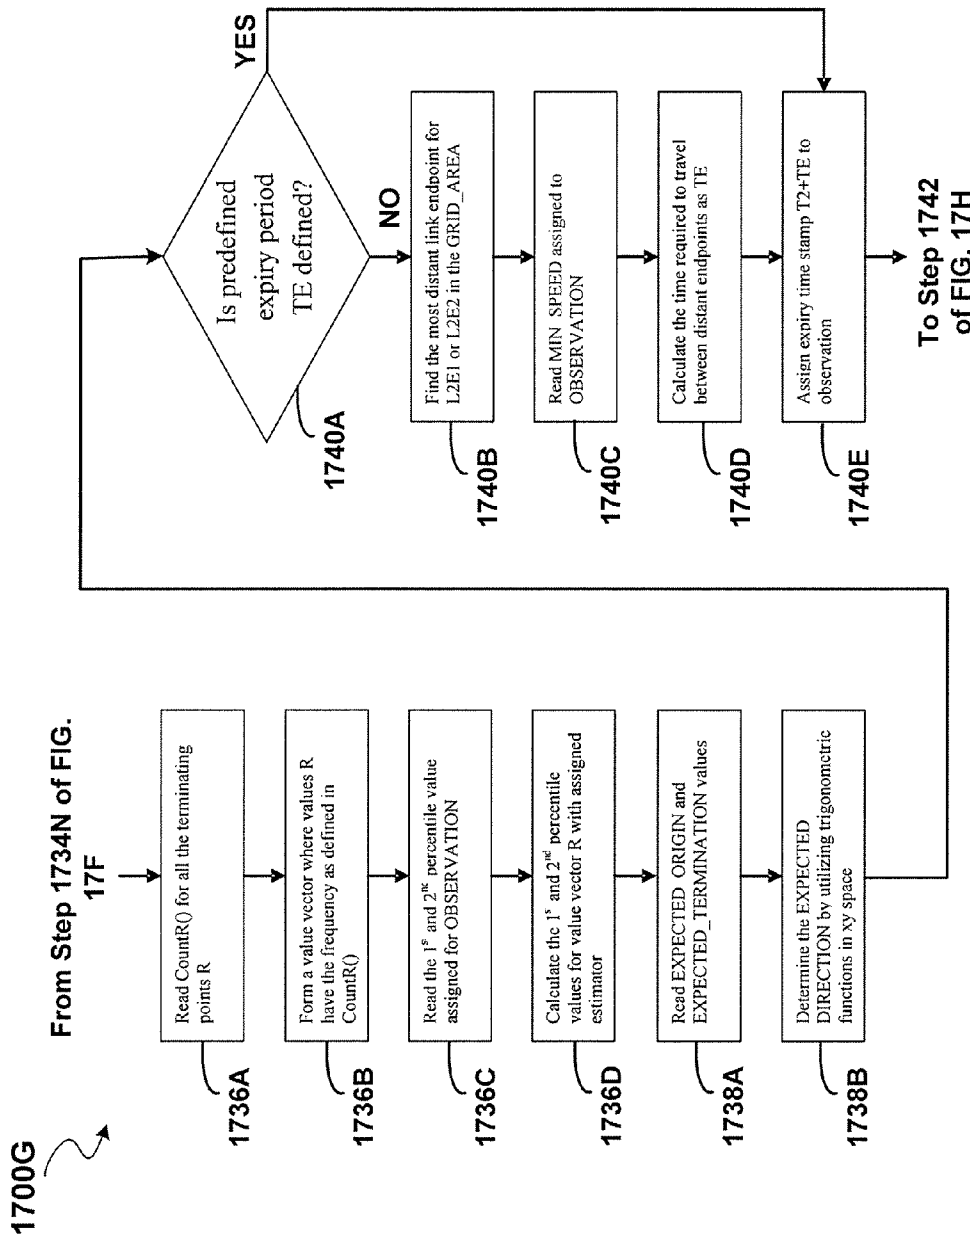 1700G
From Step 1734N of FIG.
17F
Read CountR() for all the terminating
points R
1736A
Form a value vector where values R
have the frequency as defined in
CountR()
1736B
Read the 1st and 2nd percentile value
assigned for OBSERVATION
1736C
Calculate the 1st and 2nd percentile
values for value vector R with assigned
estimator
1736D
Read EXPECTED ORIGIN and
EXPECTED_TERMINATION values
1738A
Determine the EXPECTED
DIRECTION by utilizing trigonometric
functions in xy space
1738B
Is predefined
expiry period
TE defined?
YES
NO
1740A
Find the most distant link endpoint for
L2E1 or L2E2 in the GRID_AREA
1740B
Read MIN SPEED assigned to
OBSERVATION
1740C
Calculate the time required to travel
between distant endpoints as TE
1740D
Assign expiry time stamp T2+TE to
observation
1740E
To Step 1742
of FIG. 17H